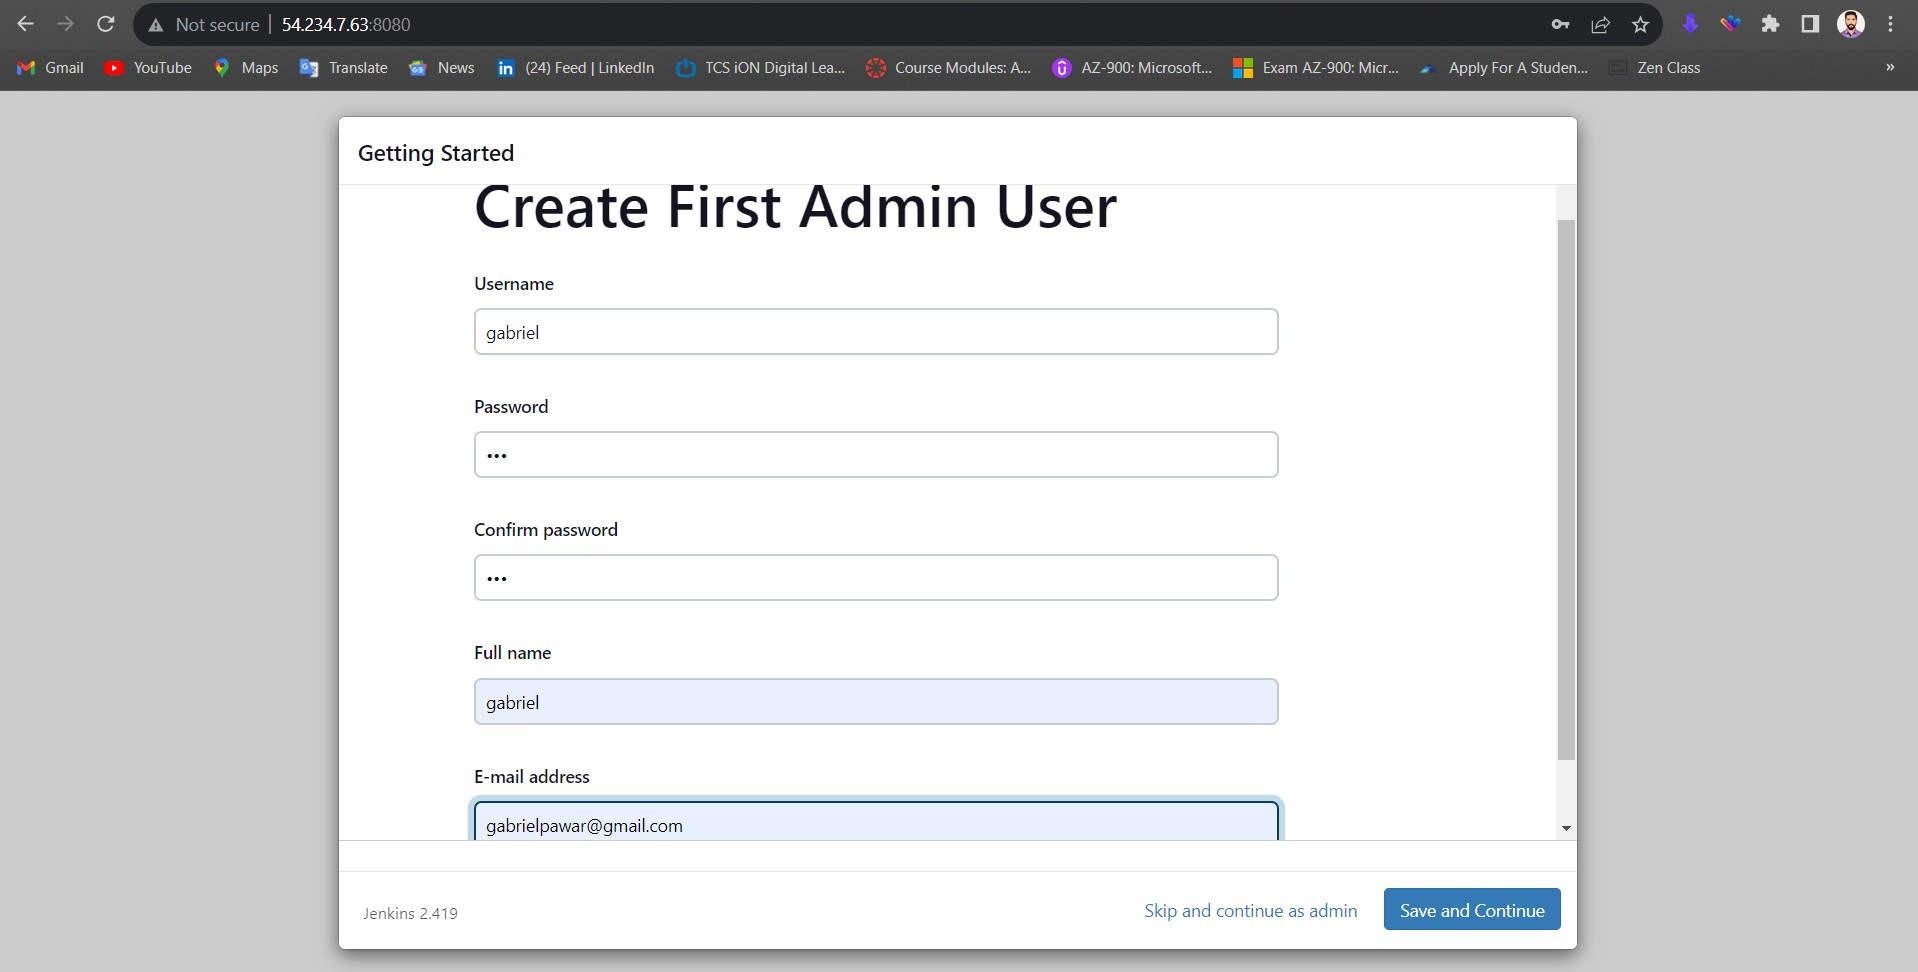 Not secure 54.234.7.63:8080
Gmail YouTube Maps Translate News (24) Feed | LinkedIn TCS iON Digital Lea... Course Modules: A... AZ-900: Microsoft... Exam AZ-900: Micr... Apply For A Studen... Zen Class »
Getting Started
Create First Admin User
Username
gabriel
Password
•••
Confirm password
•••
Full name
gabriel
E-mail address
gabrielpawar@gmail.com
Jenkins 2.419 Skip and continue as admin Save and Continue